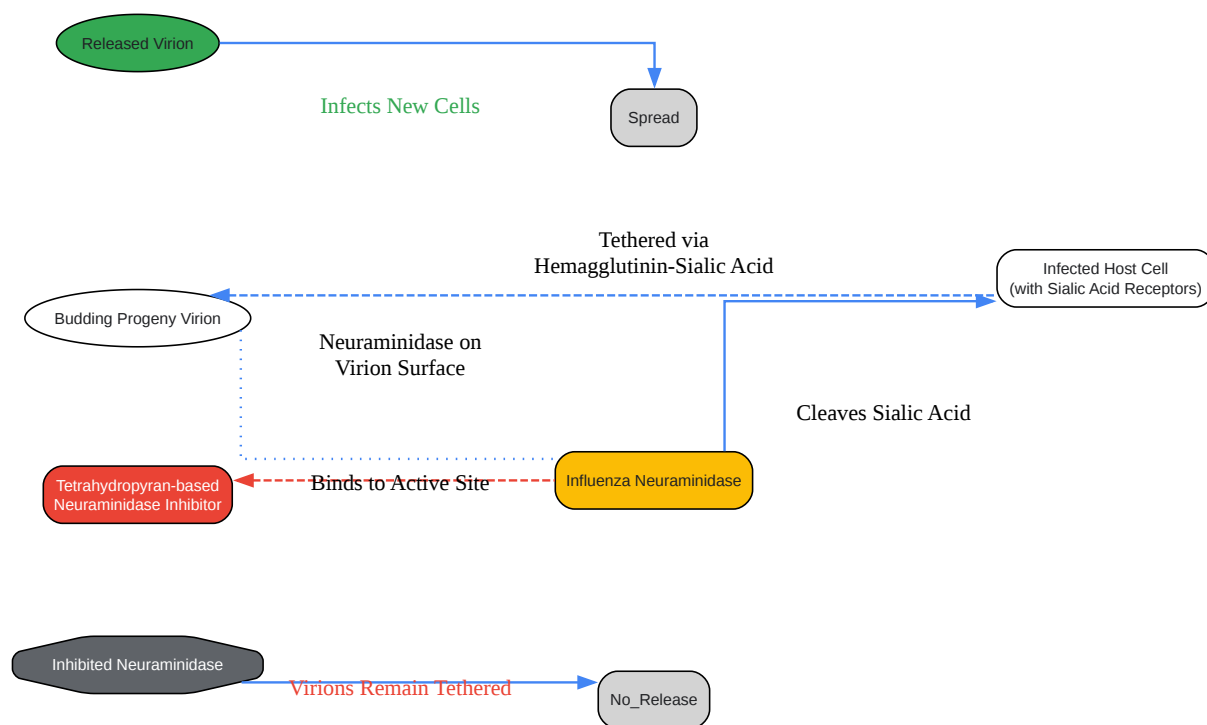 Released Virion
Infects New Cells
Spread
Tethered via
Hemagglutinin-Sialic Acid
Infected Host Cell
(with Sialic Acid Receptors)
Budding Progeny Virion
Neuraminidase on
Virion Surface
Cleaves Sialic Acid
Tetrahydropyran-based
Neuraminidase Inhibitor
Binds to Active Site
Influenza Neuraminidase
Inhibited Neuraminidase
Virions Remain Tethered
No_Release